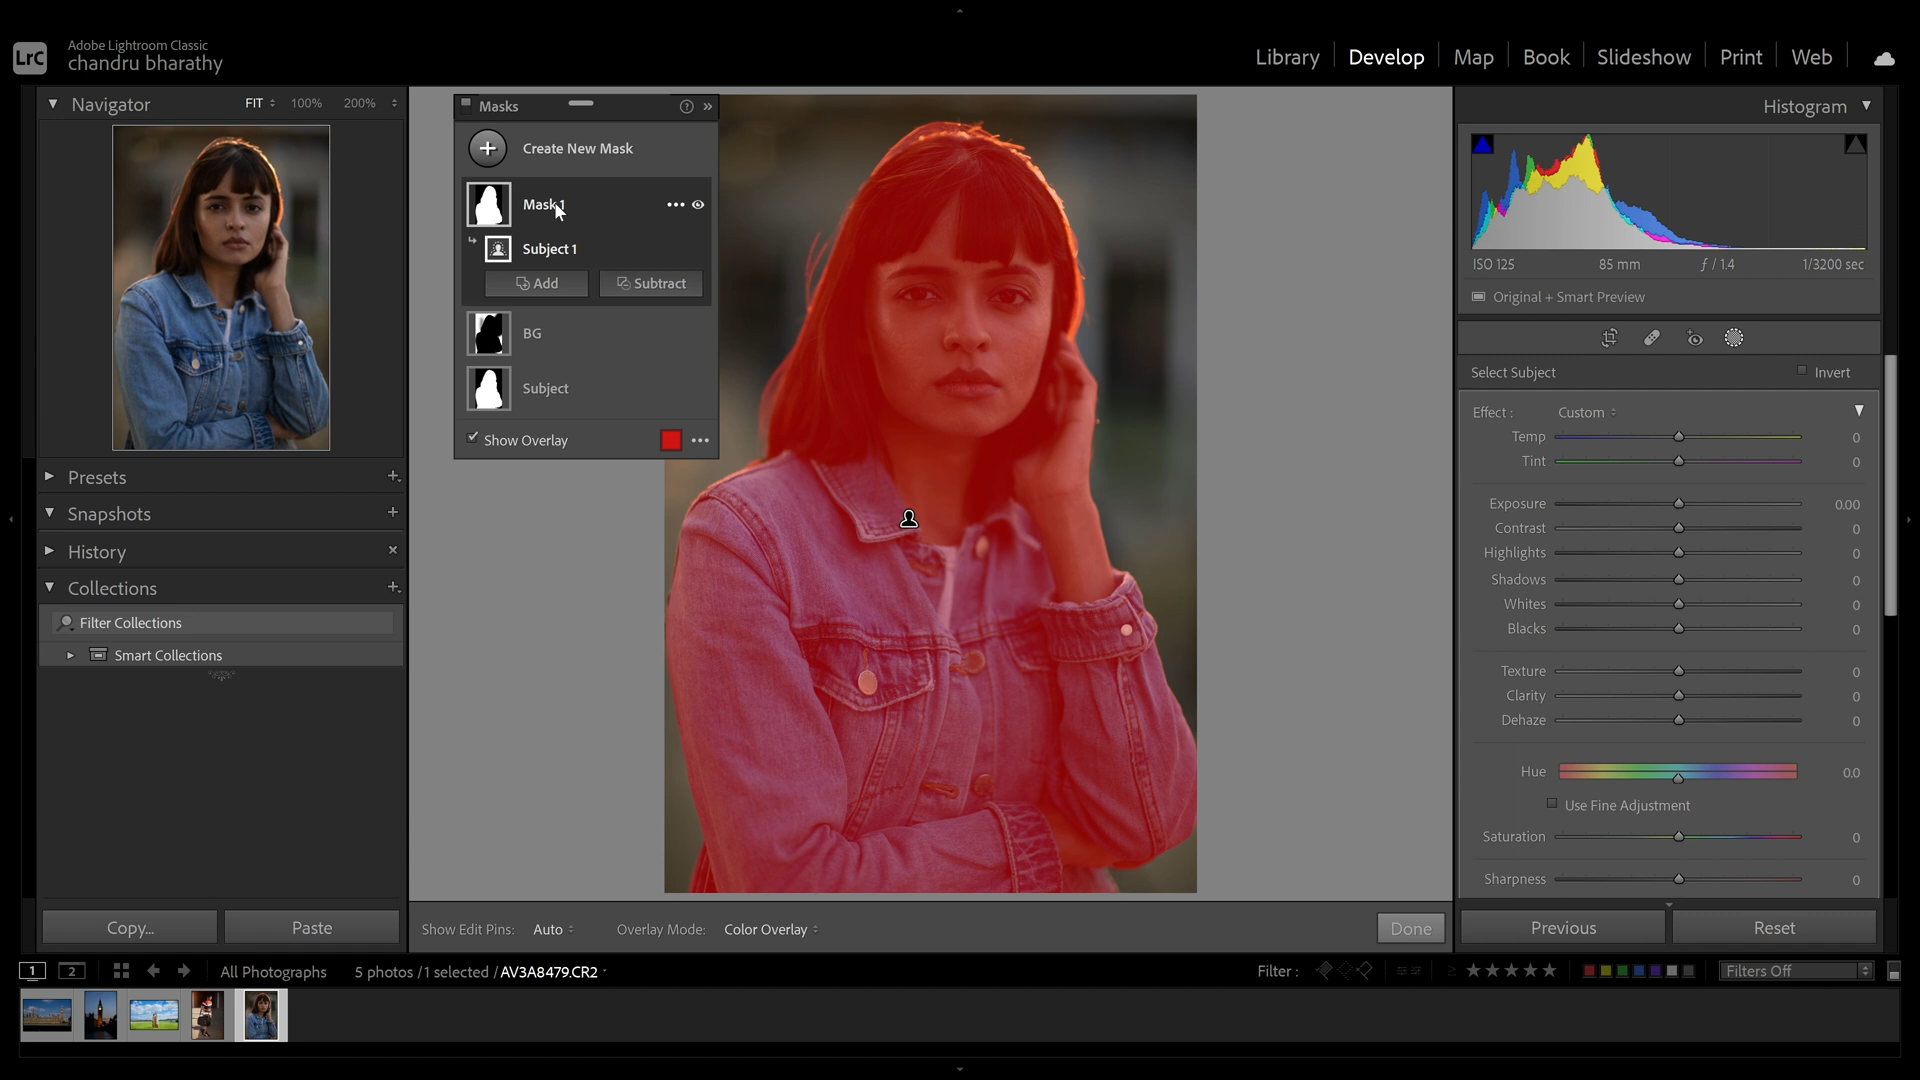 LrC
Adobe Lightroom Classic
chandru bharathy
Library
Develop
Map
Book
Slideshow
Print
Web
Navigator
FIT
100%
200%
Presets
Snapshots
History
Collections
Filter Collections
Smart Collections
Copy...
Paste
Masks
Create New Mask
Mask 1
Subject 1
Add
Subtract
BG
Subject
Show Overlay
Show Edit Pins: Auto
Overlay Mode: Color Overlay
Done
Histogram
ISO 125
85 mm
ƒ / 1.4
1/3200 sec
Original + Smart Preview
Select Subject
Invert
Effect : Custom
Temp 0
Tint 0
Exposure 0.00
Contrast 0
Highlights 0
Shadows 0
Whites 0
Blacks 0
Texture 0
Clarity 0
Dehaze 0
Hue 0.0
Use Fine Adjustment
Saturation 0
Sharpness 0
Previous
Reset
1
2
All Photographs
5 photos /1 selected /AV3A8479.CR2
Filter :
Filters Off